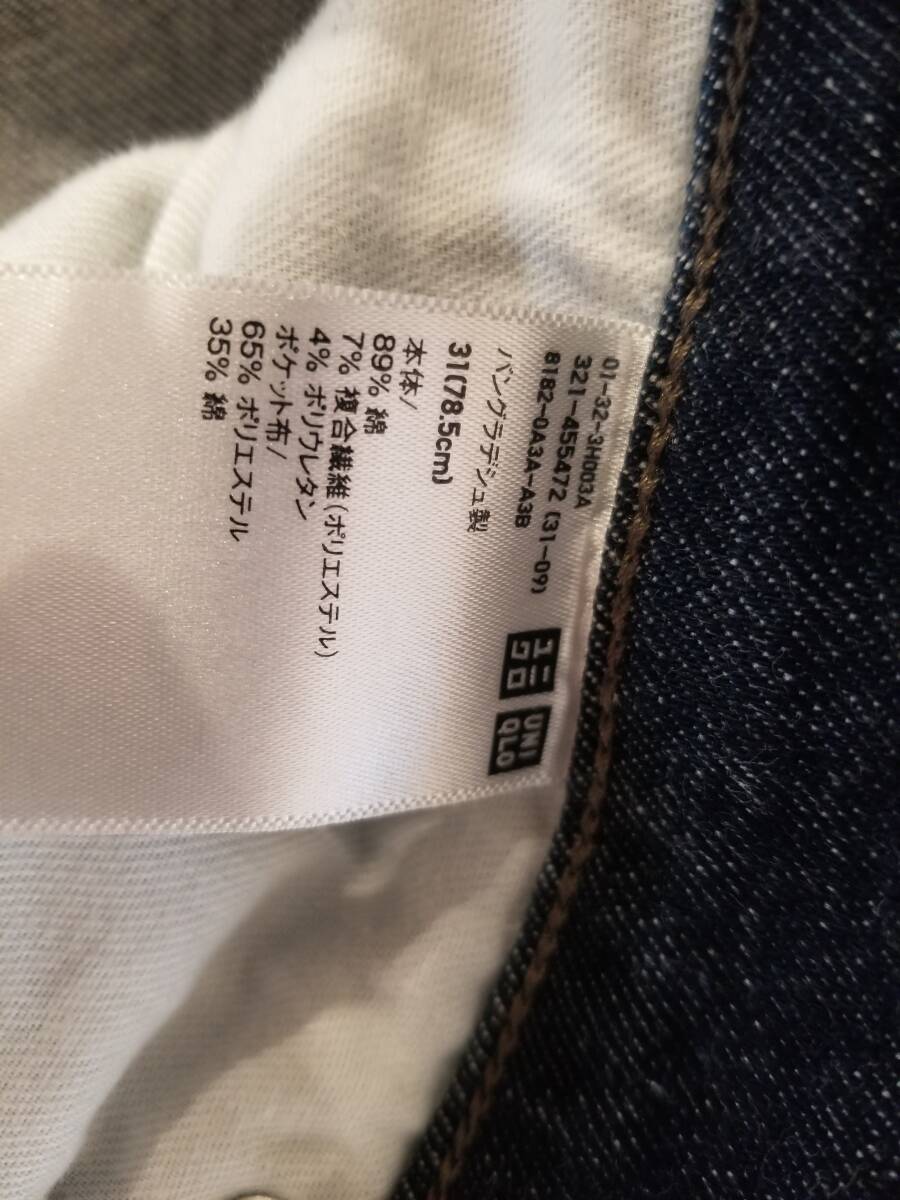 01-32-3H003A
321-455472 (31-09)
8182-0A3A-A3B
ユニ
クロ
UNI
QLO
バングラデシュ製
31(78.5cm)
本体/
89% 綿
7% 複合繊維(ポリエステル)
4% ポリウレタン
ポケット布/
65% ポリエステル
35% 綿